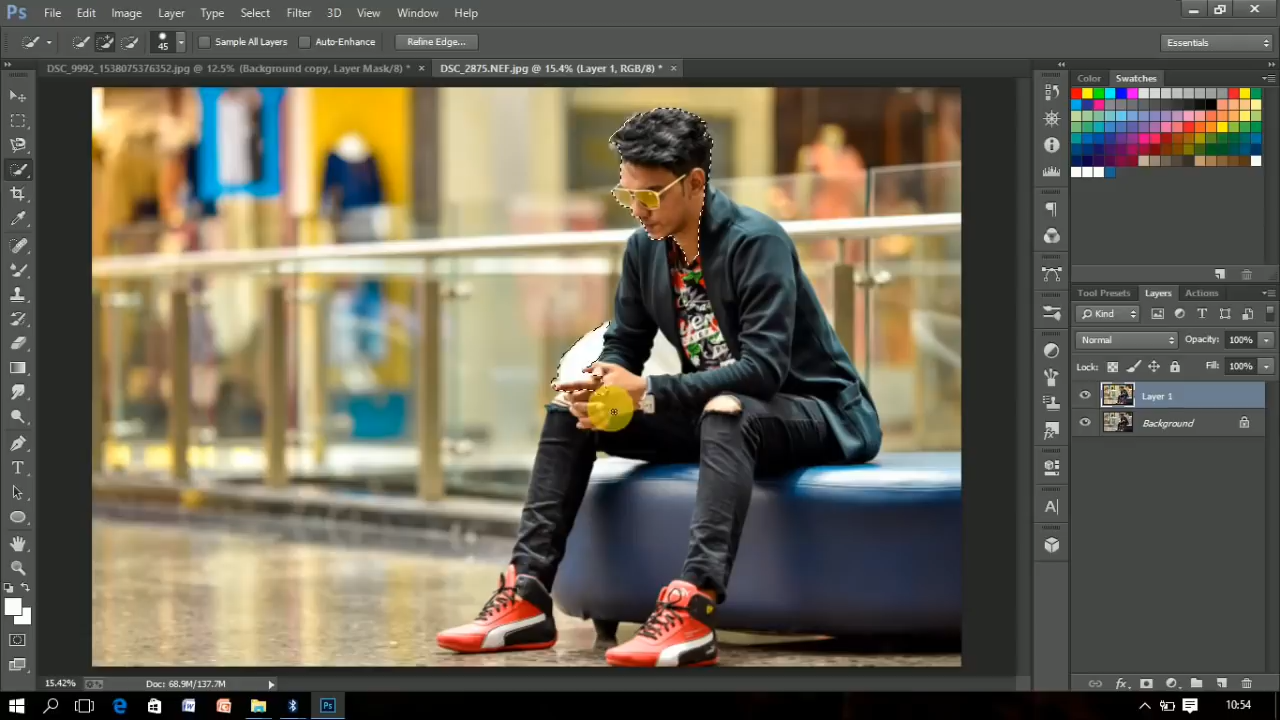 Ps File Edit Image Layer Type Select Filter 3D View Window Help
45 Sample All Layers Auto-Enhance Refine Edge... Essentials
DSC_9992_1538075376352.jpg @ 12.5% (Background copy, Layer Mask/8) * × DSC_2875.NEF.jpg @ 15.4% (Layer 1, RGB/8) * ×
Color Swatches
Tool Presets Layers Actions
Kind
Normal Opacity: 100%
Lock: Fill: 100%
Layer 1
Background
15.42% Doc: 68.9M/137.7M
10:54